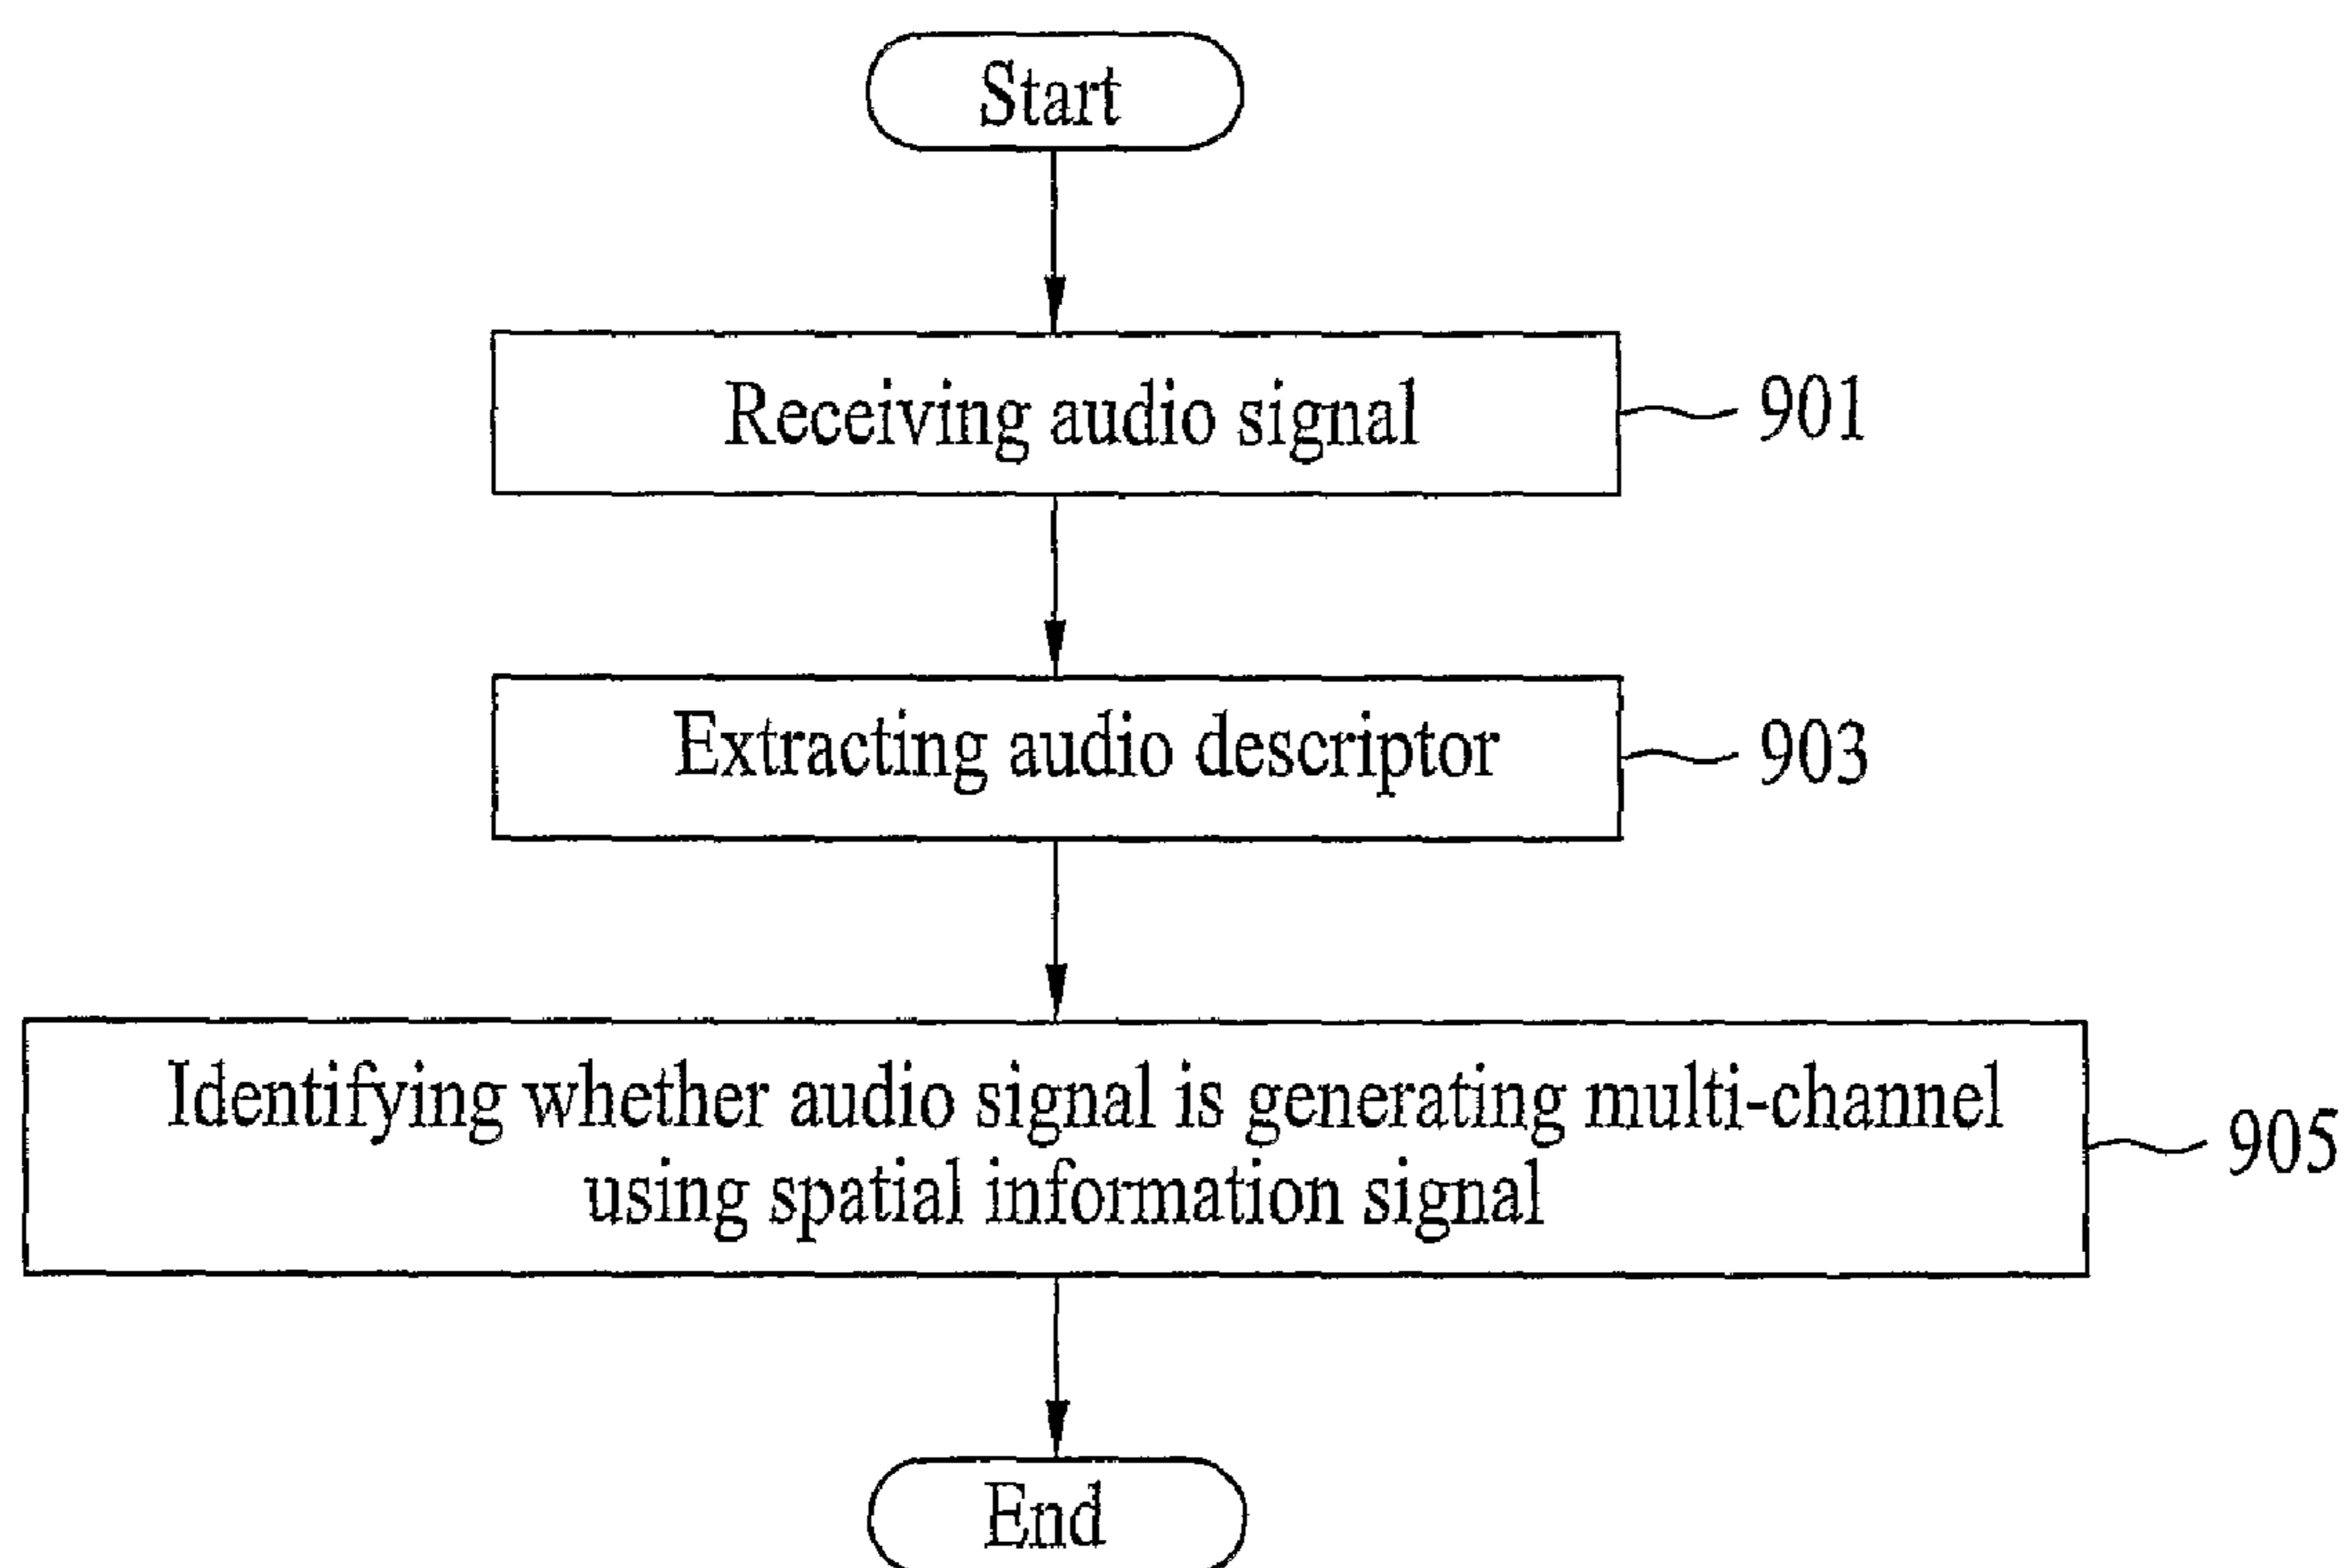 Start
Receiving audio signal
901
Extracting audio descriptor
903
Identifying whether audio signal is generating multi-channel
using spatial information signal
905
End